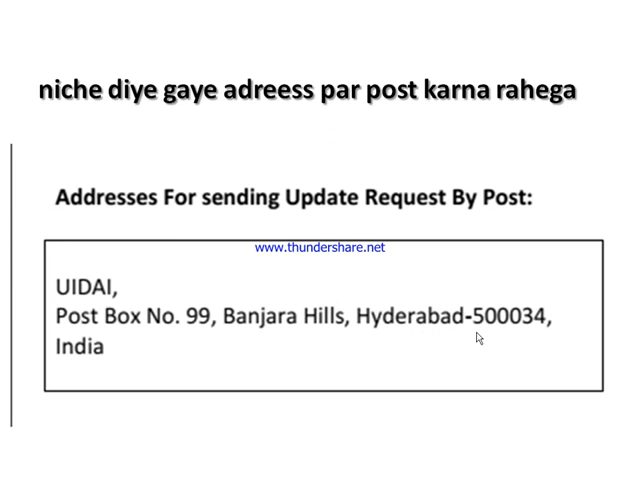 niche diye gaye adreess par post karna rahega
Addresses For sending Update Request By Post:
www.thundershare.net
UIDAI,
Post Box No. 99, Banjara Hills, Hyderabad-500034,
India